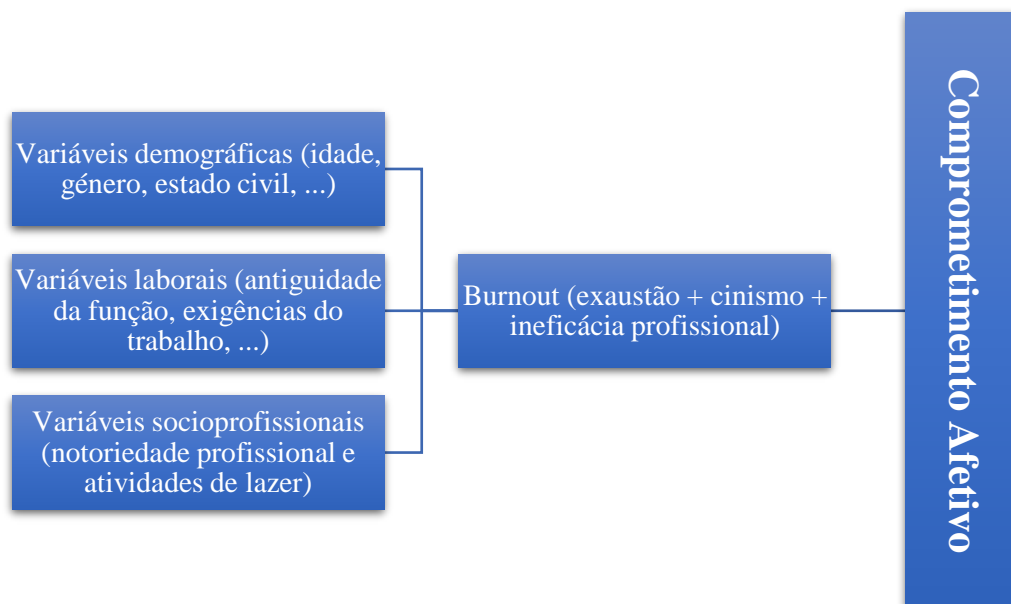 Variáveis demográficas (idade,
género, estado civil, ...)
Variáveis laborais (antiguidade
da função, exigências do
trabalho, ...)
Variáveis socioprofissionais
(notoriedade profissional e
atividades de lazer)
Burnout (exaustão + cinismo +
ineficácia profissional)
Comprometimento Afetivo